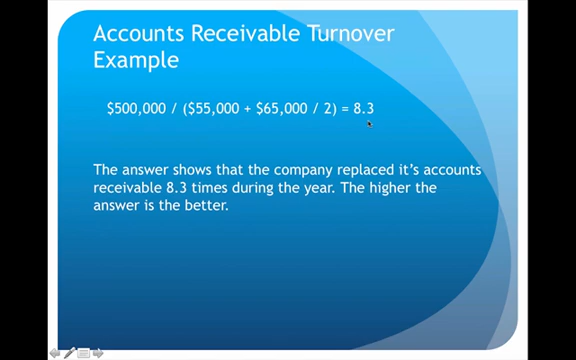 Accounts Receivable Turnover
Example
$500,000 / ($55,000 + $65,000 / 2) = 8.3
The answer shows that the company replaced it's accounts
receivable 8.3 times during the year. The higher the
answer is the better.